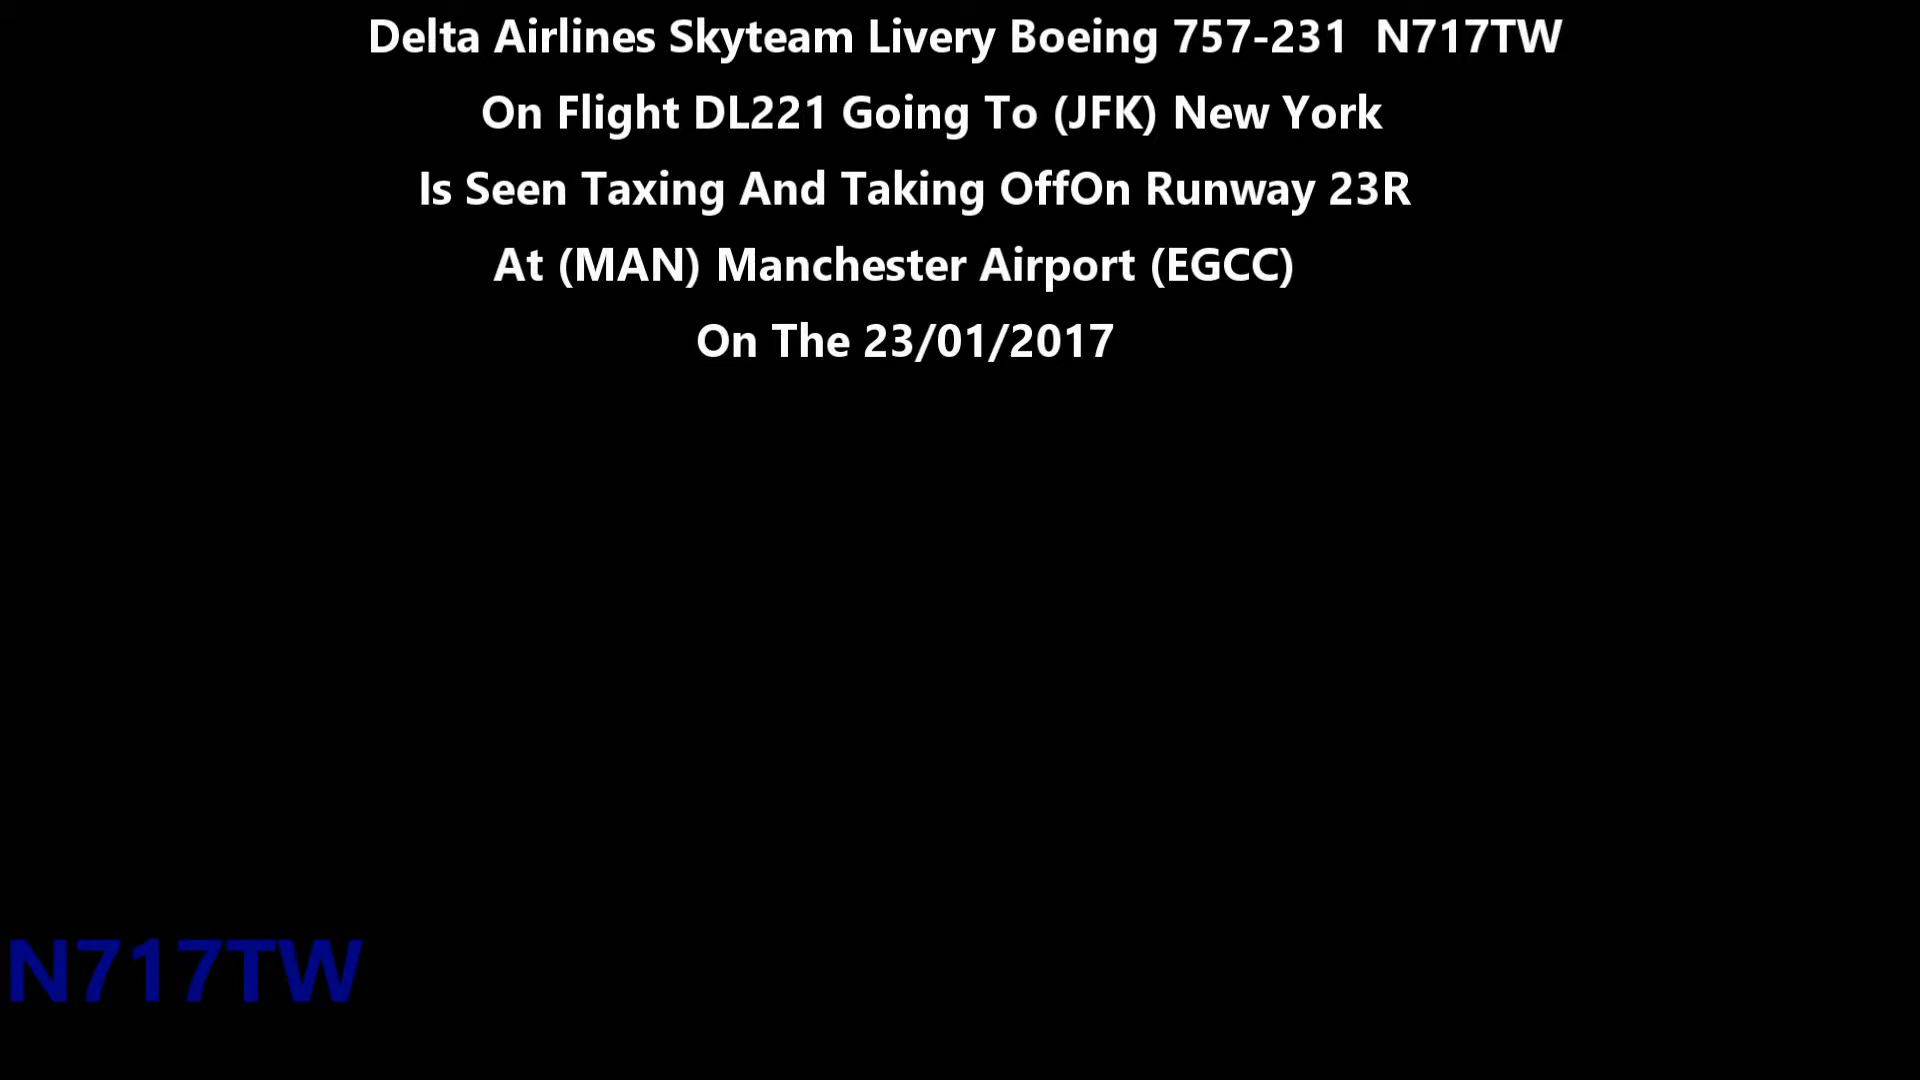 Delta Airlines Skyteam Livery Boeing 757-231  N717TW
On Flight DL221 Going To (JFK) New York
Is Seen Taxing And Taking OffOn Runway 23R
At (MAN) Manchester Airport (EGCC)
On The 23/01/2017
N717TW